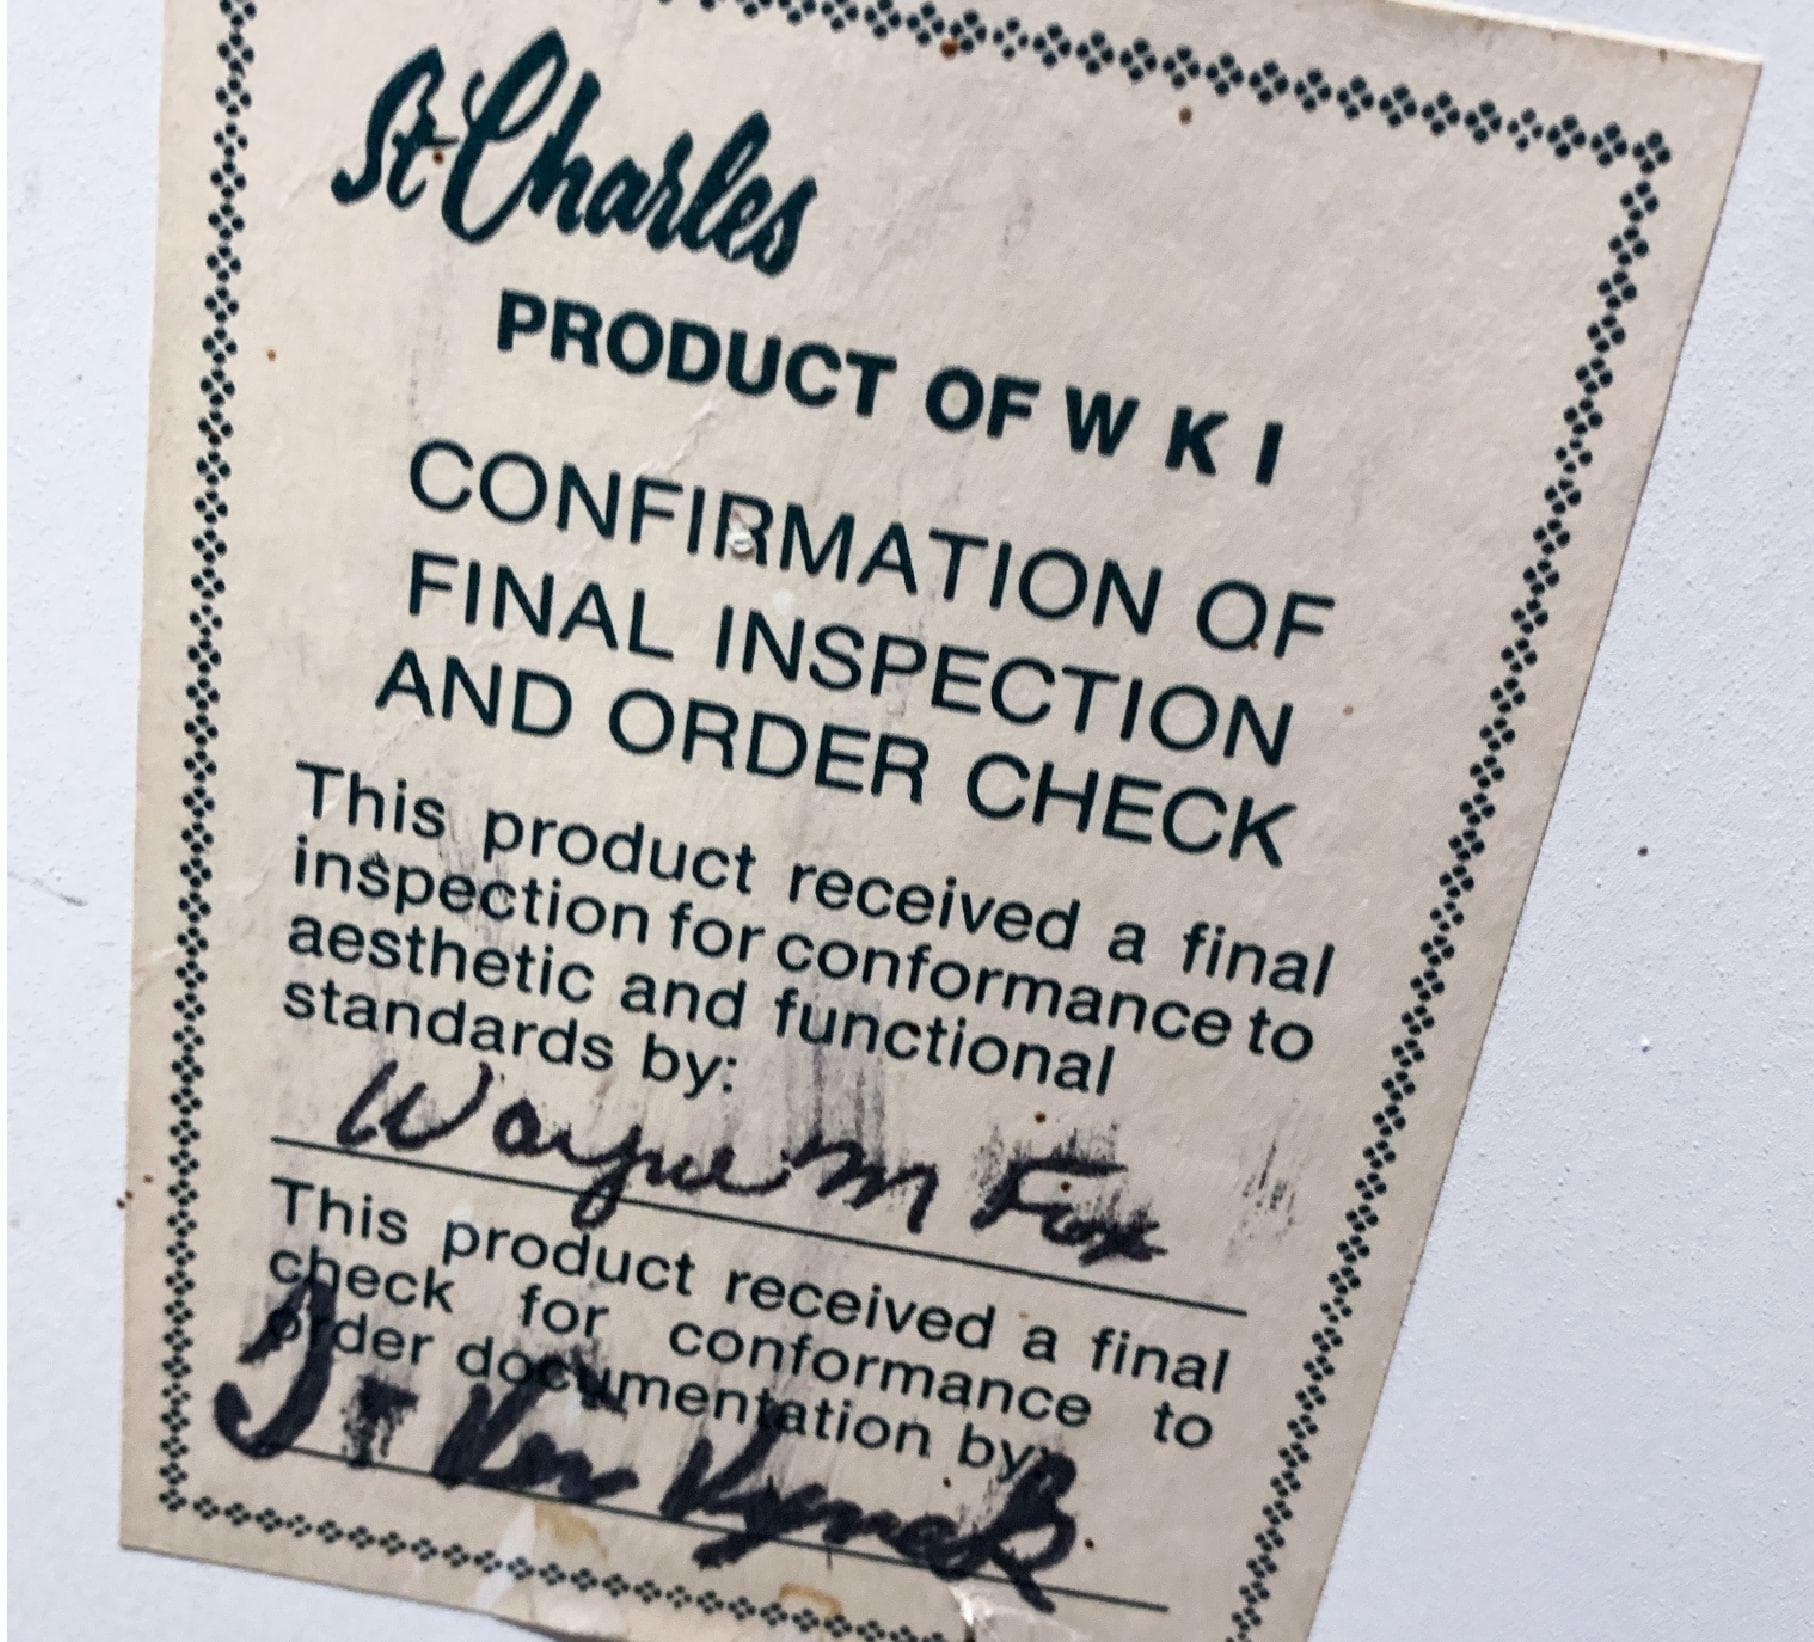 St. Charles
PRODUCT OF W K I
CONFIRMATION OF
FINAL INSPECTION
AND ORDER CHECK
This product received a final
inspection for conformance to
aesthetic and functional
standards by:
Wayne M Fox
This product received a final
check for conformance to
order documentation by: